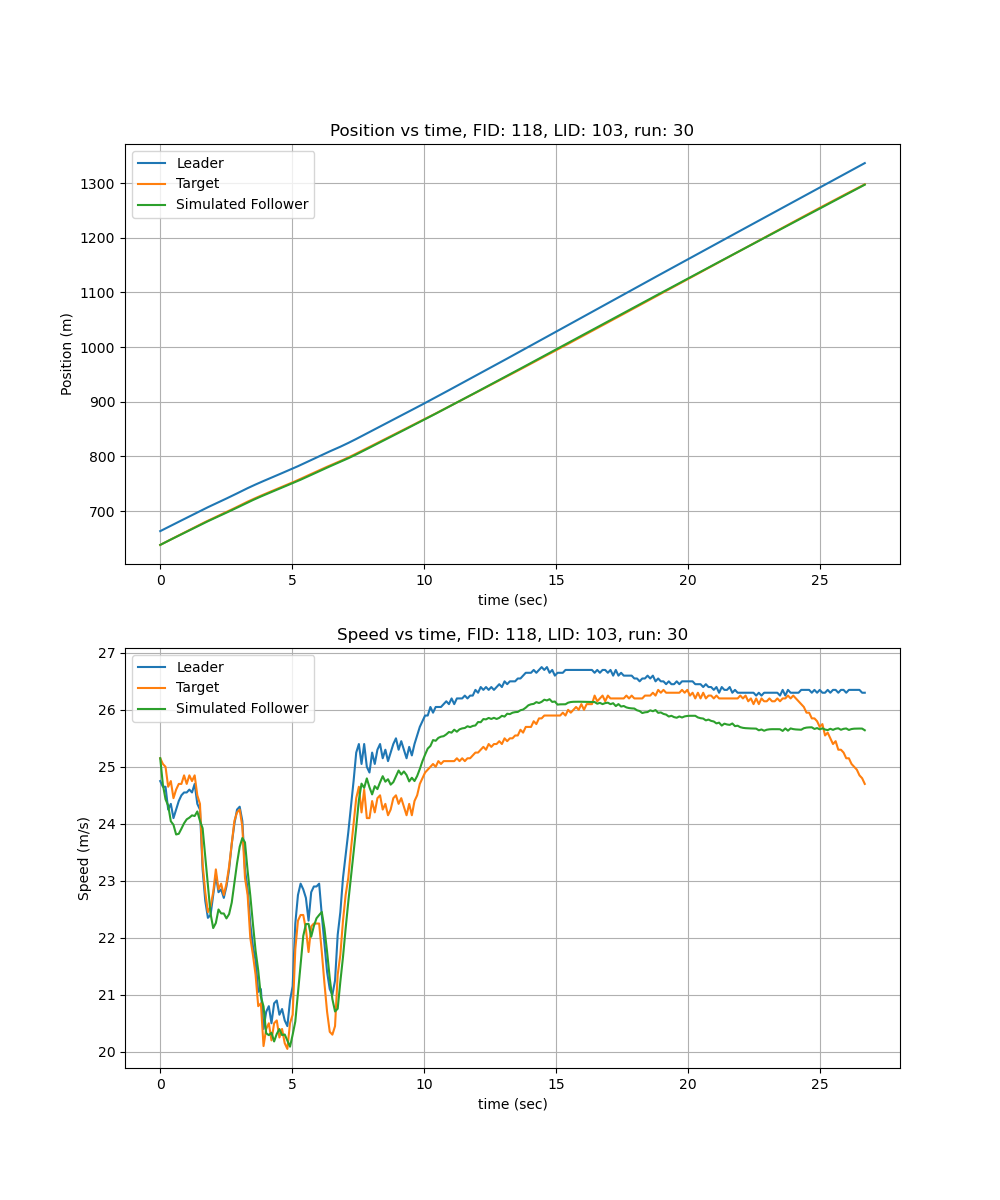 Position vs time, FID: 118, LID: 103, run: 30
Leader
Target
Simulated Follower
1300
1200
1100
1000
900
800
700
Position (m)
0 5 10 15 20 25
time (sec)
Speed vs time, FID: 118, LID: 103, run: 30
Leader
Target
Simulated Follower
27
26
25
24
23
22
21
20
Speed (m/s)
0 5 10 15 20 25
time (sec)